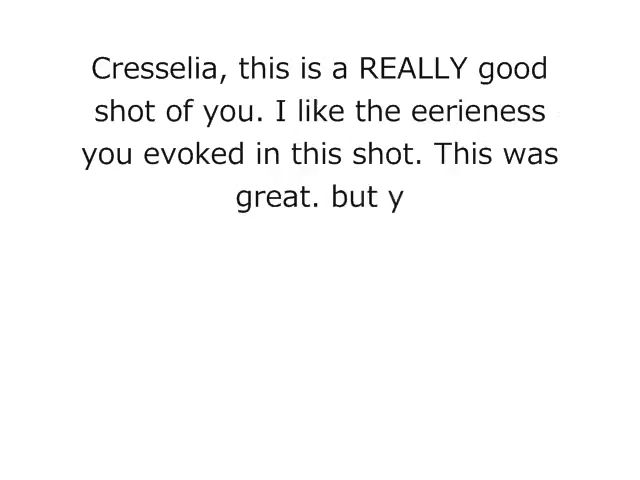 Cresselia, this is a REALLY good
shot of you. I like the eerieness
you evoked in this shot. This was
great. but y